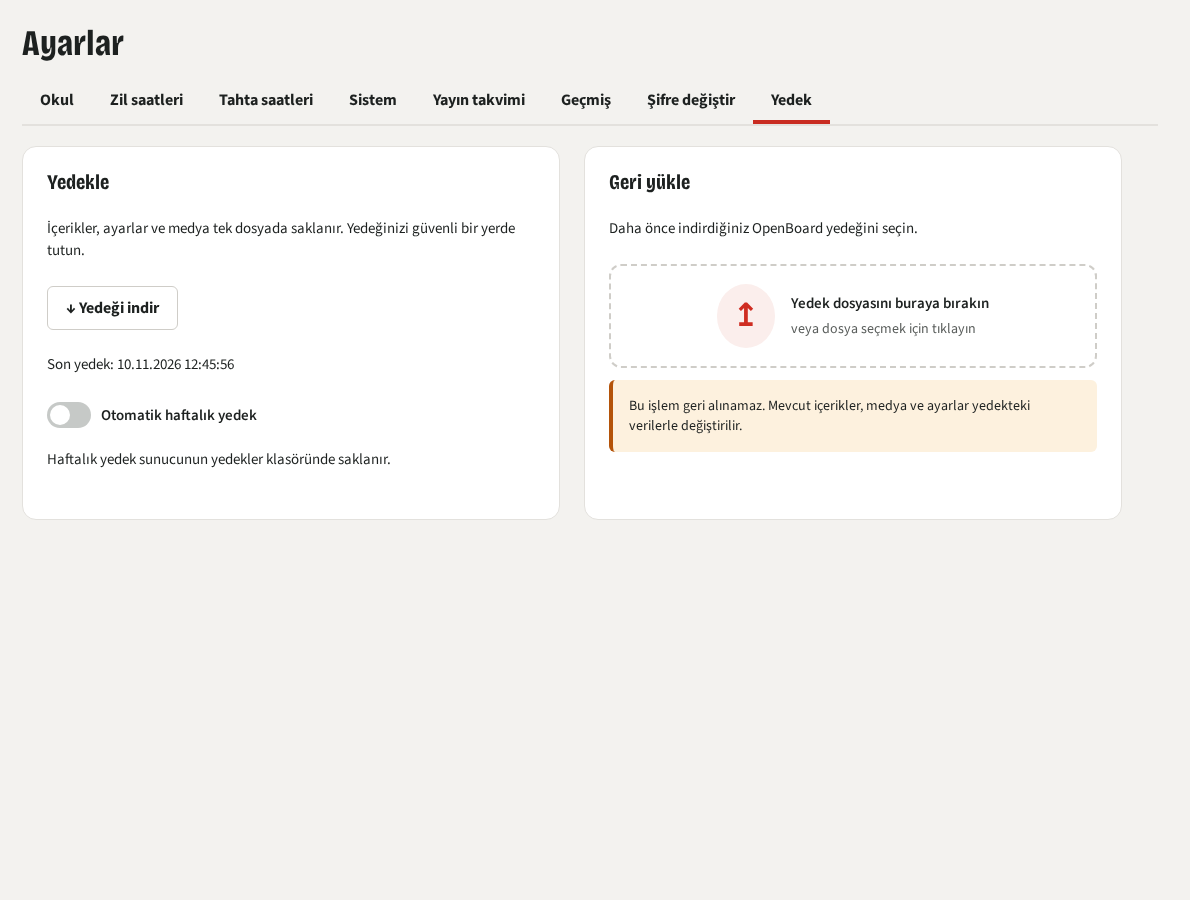 Ayarlar
Okul Zil saatleri Tahta saatleri Sistem Yayın takvimi Geçmiş Şifre değiştir Yedek
Yedekle
İçerikler, ayarlar ve medya tek dosyada saklanır. Yedeğinizi güvenli bir yerde
tutun.
↓ Yedeği indir
Son yedek: 10.11.2026 12:45:56
Otomatik haftalık yedek
Haftalık yedek sunucunun yedekler klasöründe saklanır.
Geri yükle
Daha önce indirdiğiniz OpenBoard yedeğini seçin.
Yedek dosyasını buraya bırakın
veya dosya seçmek için tıklayın
Bu işlem geri alınamaz. Mevcut içerikler, medya ve ayarlar yedekteki
verilerle değiştirilir.